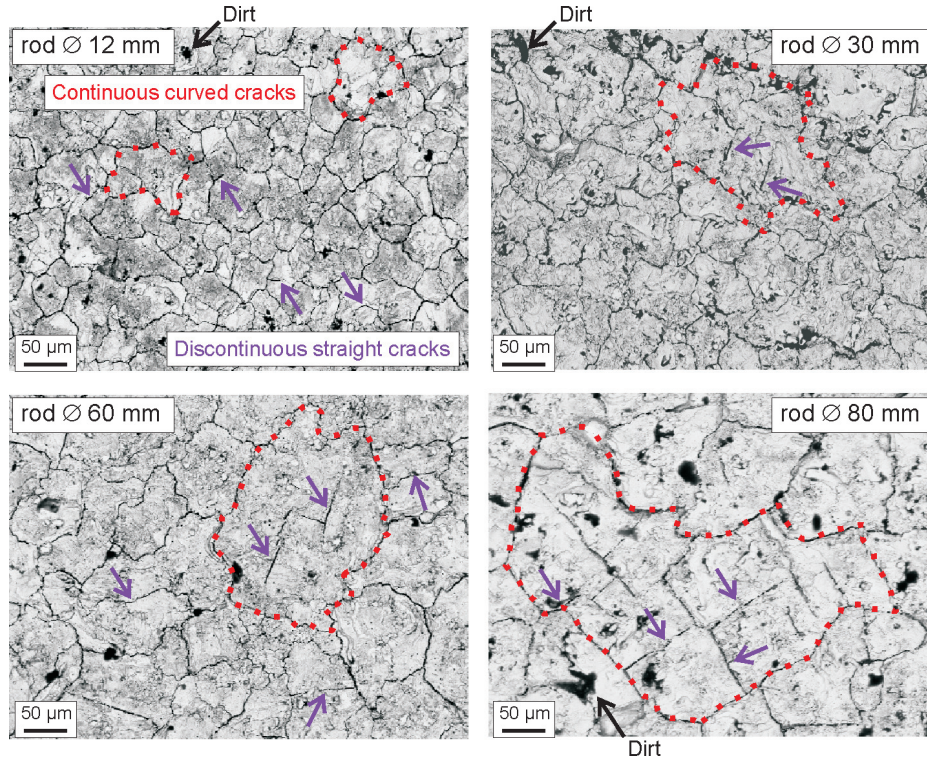 Dirt
Dirt
rod ∅ 12 mm
rod ∅ 30 mm
Continuous curved cracks
Discontinuous straight cracks
50 µm
50 µm
rod ∅ 60 mm
rod ∅ 80 mm
50 µm
50 µm
Dirt